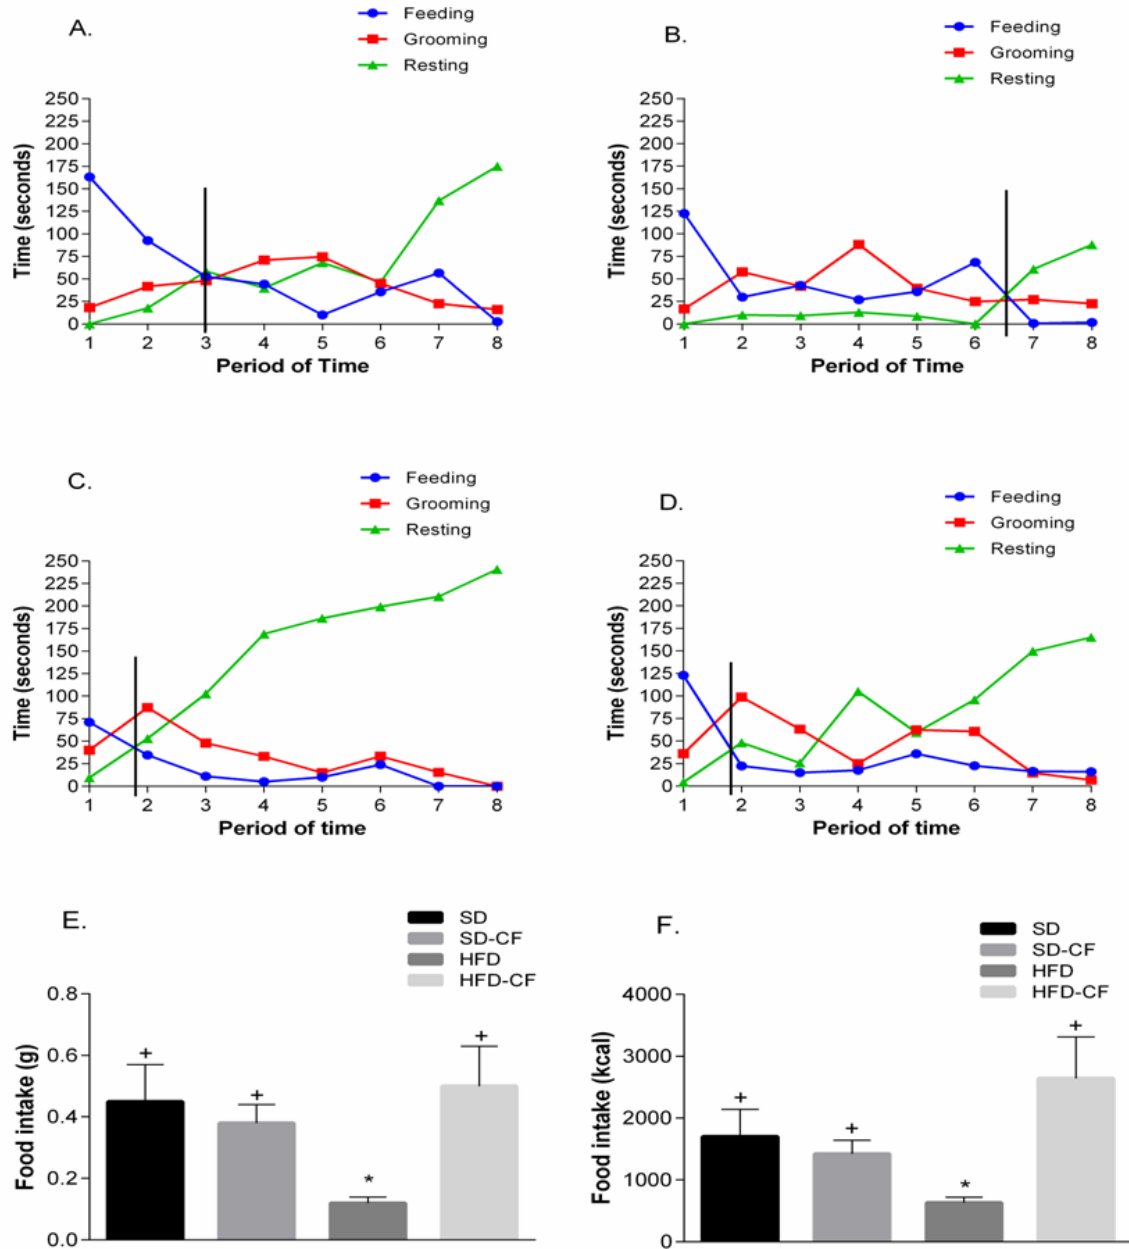 A.
Feeding
Grooming
Resting
250
225
200
175
150
125
100
75
50
25
0
Time (seconds)
1 2 3 4 5 6 7 8
Period of Time
B.
Feeding
Grooming
Resting
250
225
200
175
150
125
100
75
50
25
0
Time (seconds)
1 2 3 4 5 6 7 8
Period of Time
C.
Feeding
Grooming
Resting
250
225
200
175
150
125
100
75
50
25
0
Time (seconds)
1 2 3 4 5 6 7 8
Period of time
D.
Feeding
Grooming
Resting
250
225
200
175
150
125
100
75
50
25
0
Time (seconds)
1 2 3 4 5 6 7 8
Period of time
E.
SD
SD-CF
HFD
HFD-CF
0.8
0.6
0.4
0.2
0.0
Food intake (g)
+
+
*
+
F.
SD
SD-CF
HFD
HFD-CF
4000
3000
2000
1000
0
Food intake (kcal)
+
+
*
+